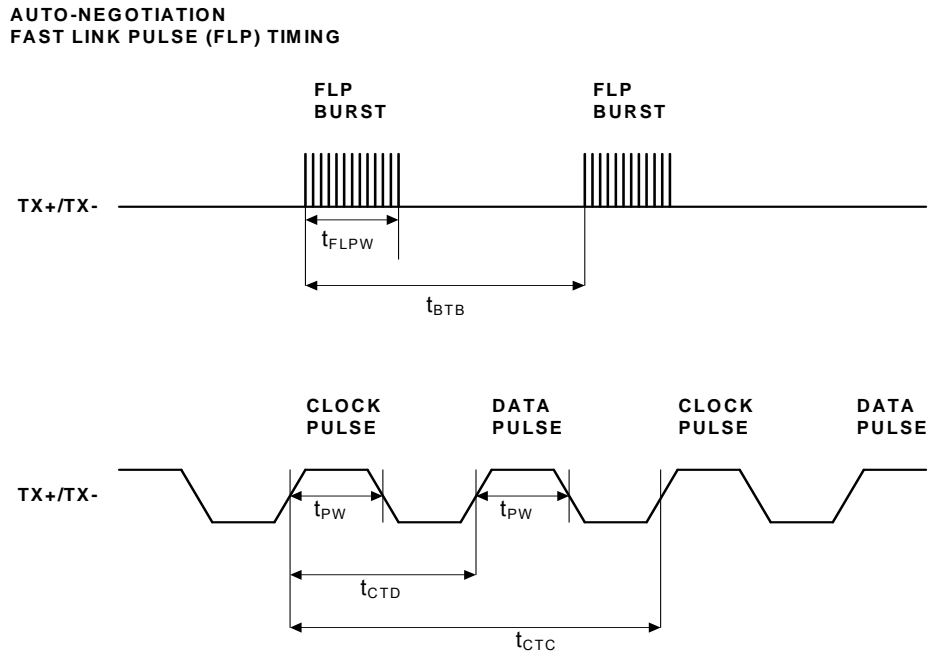 AUTO-NEGOTIATION
FAST LINK PULSE (FLP) TIMING
FLP
BURST
FLP
BURST
TX+/TX-
tFLPW
tBTB
CLOCK
PULSE
DATA
PULSE
CLOCK
PULSE
DATA
PULSE
TX+/TX-
tPW
tPW
tCTD
tCTC